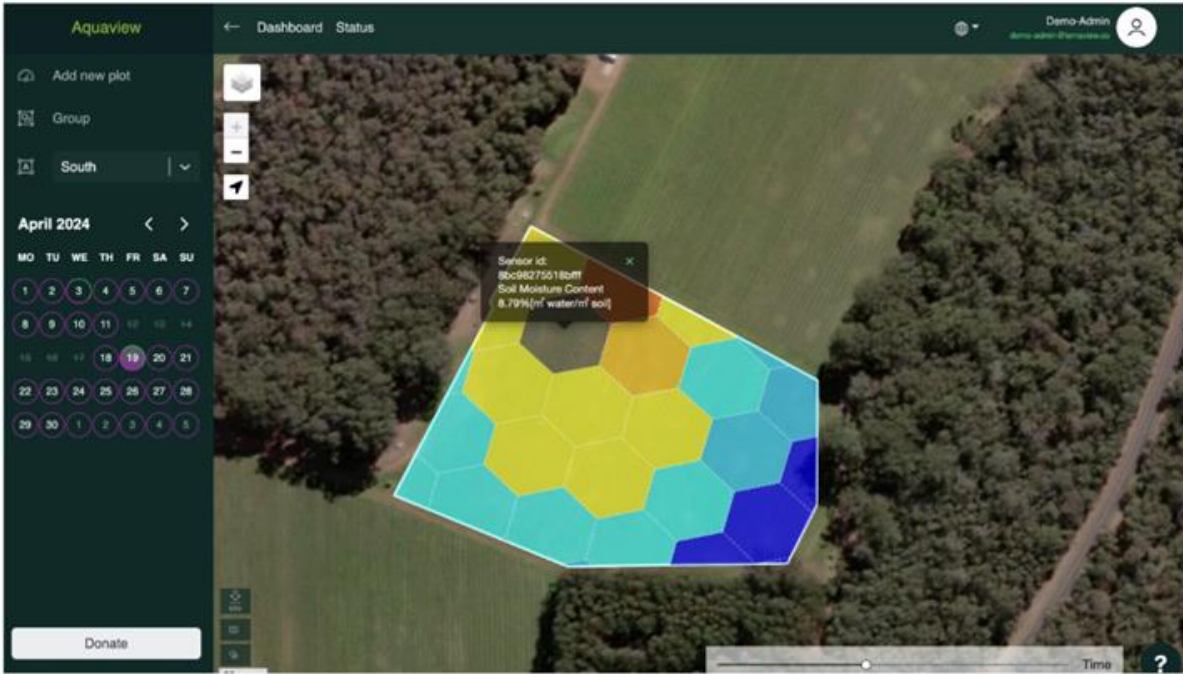 Aquaview
← Dashboard Status
Demo-Admin
Add new plot
Group
South
April 2024
MO TU WE TH FR SA SU
1 2 3 4 5 6 7
8 9 10 11 12 13 14
15 16 17 18 19 20 21
22 23 24 25 26 27 28
29 30 1 2 3 4 5
Donate
Sensor id:
8bc98275518bfff
Soil Moisture Content
8.79%[m³ water/m³ soil]
Time
?